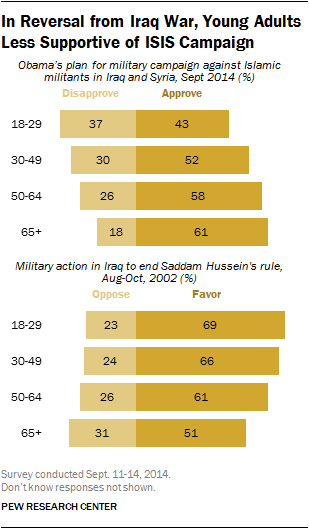 In Reversal from Iraq War, Young Adults
Less Supportive of ISIS Campaign
Obama's plan for military campaign against Islamic
militants in Iraq and Syria, Sept 2014 (%)
Disapprove Approve
18-29 37 43
30-49 30 52
50-64 26 58
65+ 18 61
Military action in Iraq to end Saddam Hussein's rule,
Aug-Oct, 2002 (%)
Oppose Favor
18-29 23 69
30-49 24 66
50-64 26 61
65+ 31 51
Survey conducted Sept. 11-14, 2014.
Don't know responses not shown.
PEW RESEARCH CENTER